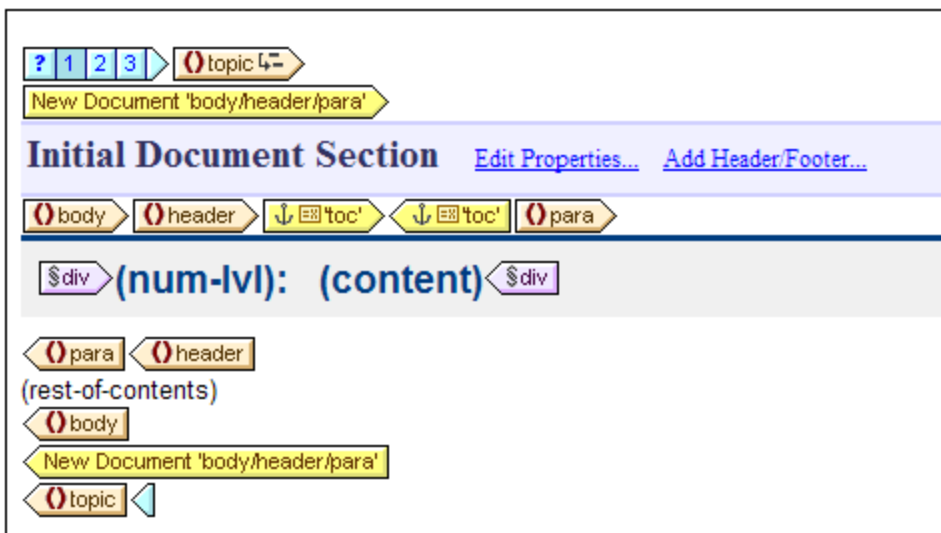 ? 1 2 3 ()topic
New Document 'body/header/para'
Initial Document Section Edit Properties... Add Header/Footer...
()body ()header 'toc' 'toc' ()para
§div (num-lvl): (content) §div
()para ()header
(rest-of-contents)
()body
New Document 'body/header/para'
()topic